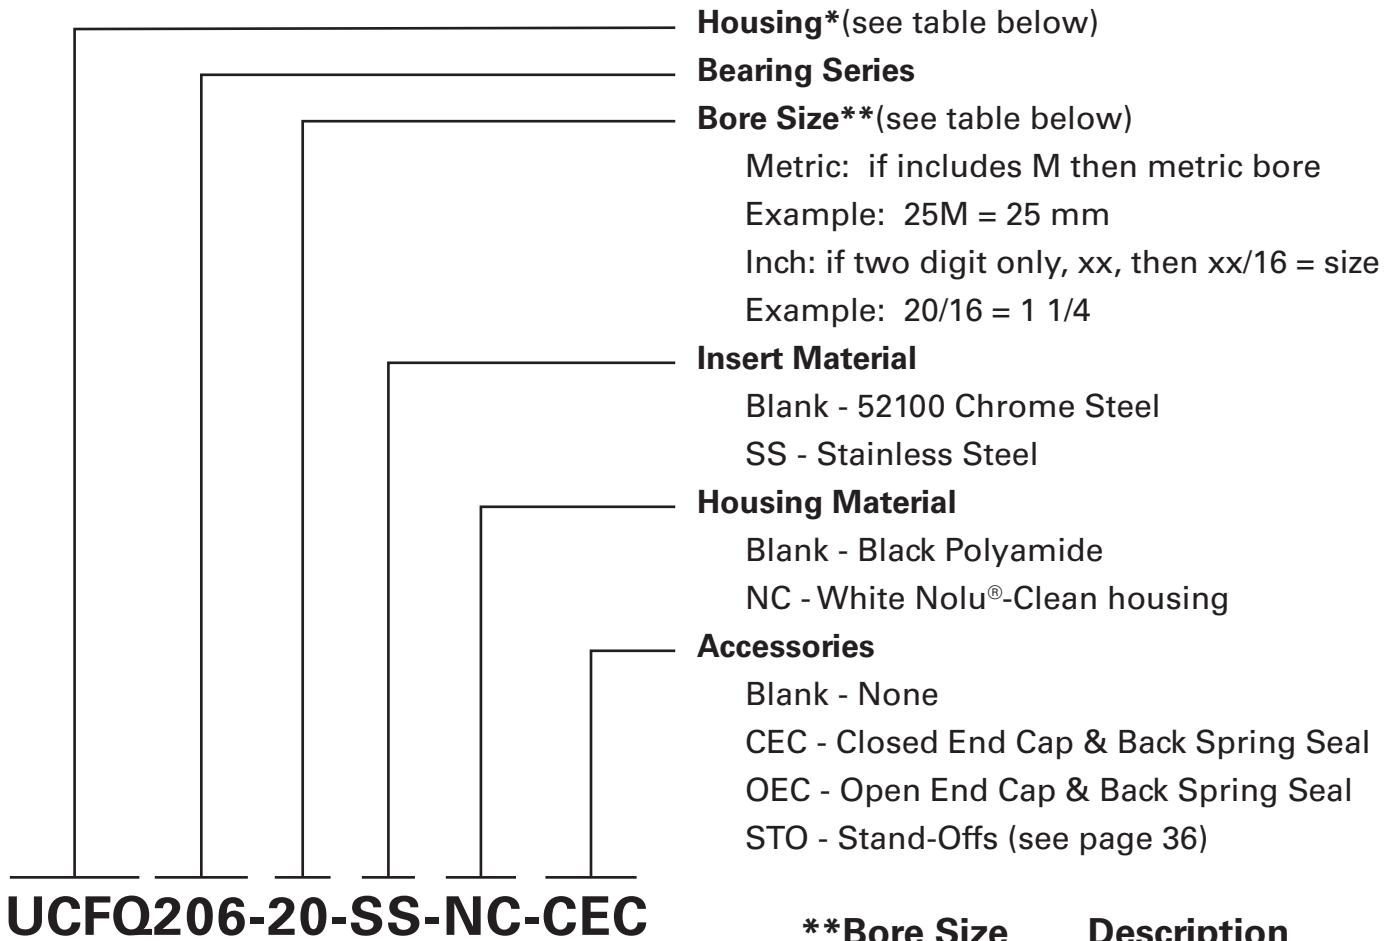 Housing*(see table below)
Bearing Series
Bore Size**(see table below)
Metric: if includes M then metric bore
Example: 25M = 25 mm
Inch: if two digit only, xx, then xx/16 = size
Example: 20/16 = 1 1/4
Insert Material
Blank - 52100 Chrome Steel
SS - Stainless Steel
Housing Material
Blank - Black Polyamide
NC - White Nolu®-Clean housing
Accessories
Blank - None
CEC - Closed End Cap & Back Spring Seal
OEC - Open End Cap & Back Spring Seal
STO - Stand-Offs (see page 36)
UCFQ206-20-SS-NC-CEC
**Bore Size Description